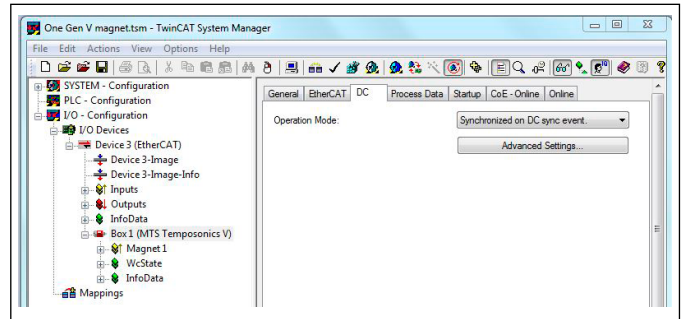 One Gen V magnet.tsm - TwinCAT System Manager
File Edit Actions View Options Help
SYSTEM - Configuration
PLC - Configuration
I/O - Configuration
I/O Devices
Device 3 (EtherCAT)
Device 3-Image
Device 3-Image-Info
Inputs
Outputs
InfoData
Box 1 (MTS Temposonics V)
Magnet 1
WcState
InfoData
Mappings
General EtherCAT DC Process Data Startup CoE - Online Online
Operation Mode: Synchronized on DC sync event.
Advanced Settings...